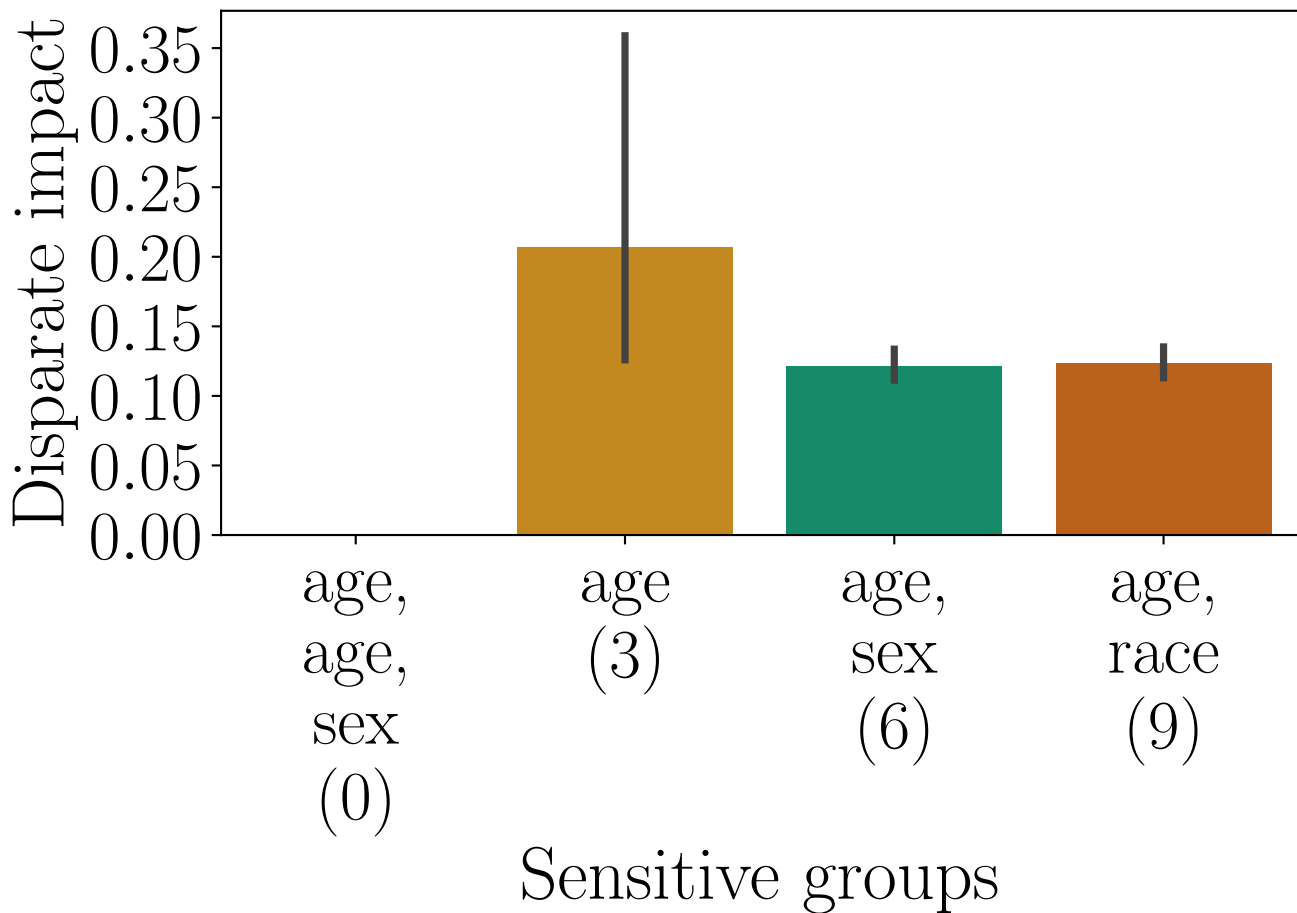 Disparate impact
0.35
0.30
0.25
0.20
0.15
0.10
0.05
0.00
age,
age,
sex
(0)
age
(3)
age,
sex
(6)
age,
race
(9)
Sensitive groups